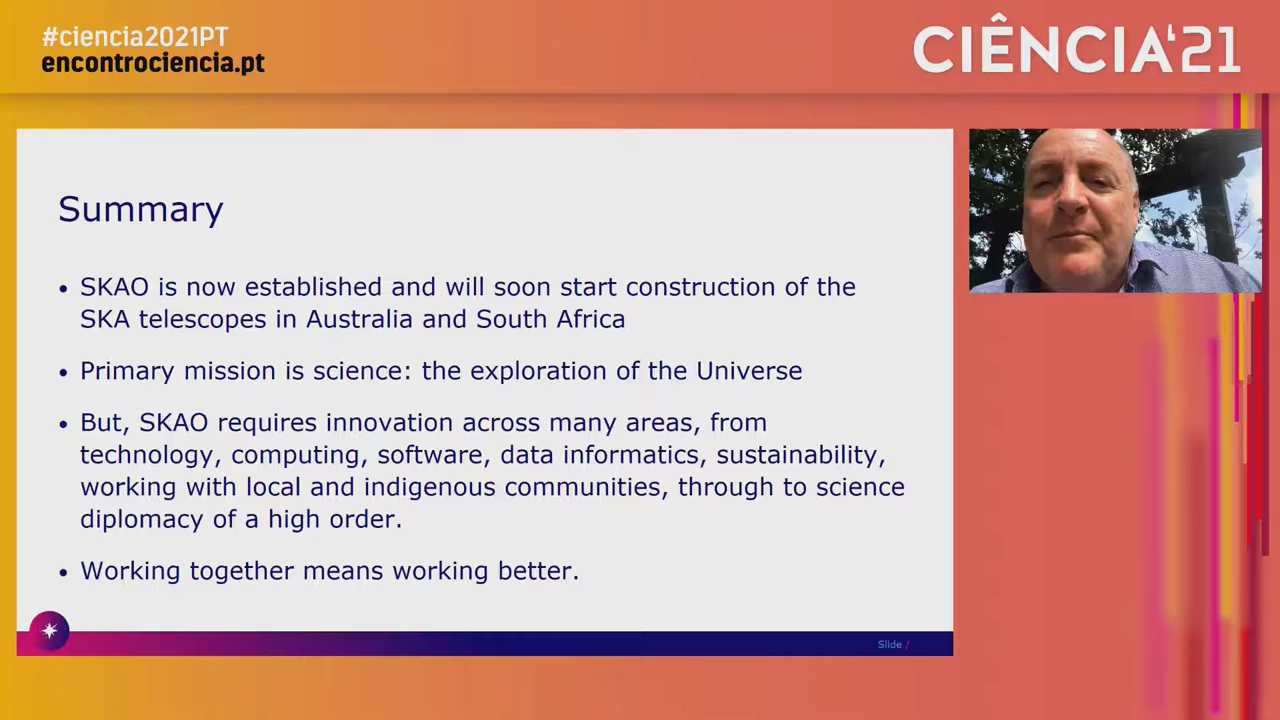 #ciencia2021PT
encontrociencia.pt
CIÊNCIA'21
Summary
• SKAO is now established and will soon start construction of the
SKA telescopes in Australia and South Africa
• Primary mission is science: the exploration of the Universe
• But, SKAO requires innovation across many areas, from
technology, computing, software, data informatics, sustainability,
working with local and indigenous communities, through to science
diplomacy of a high order.
• Working together means working better.
Slide /